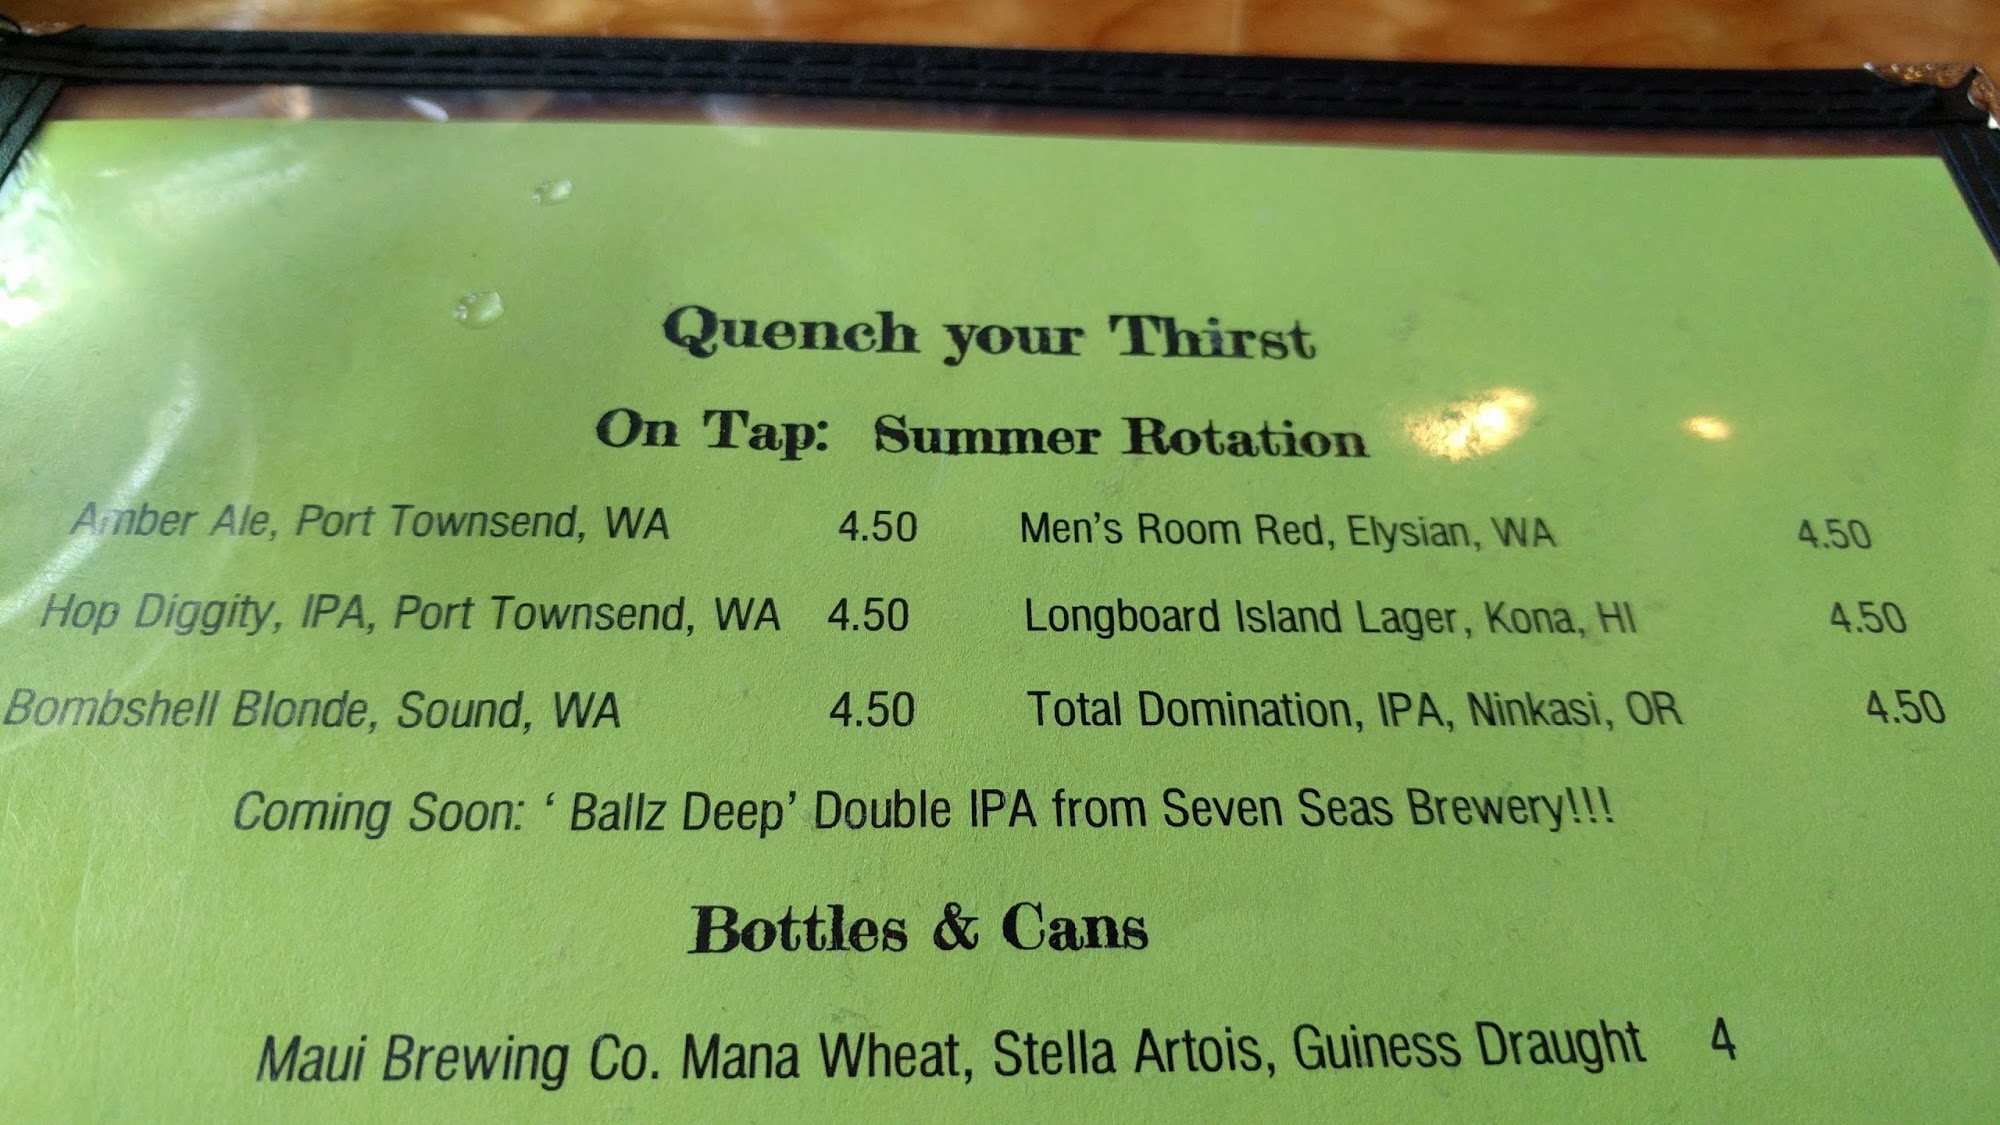 Quench your Thirst
On Tap: Summer Rotation
Amber Ale, Port Townsend, WA 4.50 Men's Room Red, Elysian, WA 4.50
Hop Diggity, IPA, Port Townsend, WA 4.50 Longboard Island Lager, Kona, HI 4.50
Bombshell Blonde, Sound, WA 4.50 Total Domination, IPA, Ninkasi, OR 4.50
Coming Soon: ‘ Ballz Deep’ Double IPA from Seven Seas Brewery!!!
Bottles & Cans
Maui Brewing Co. Mana Wheat, Stella Artois, Guiness Draught 4